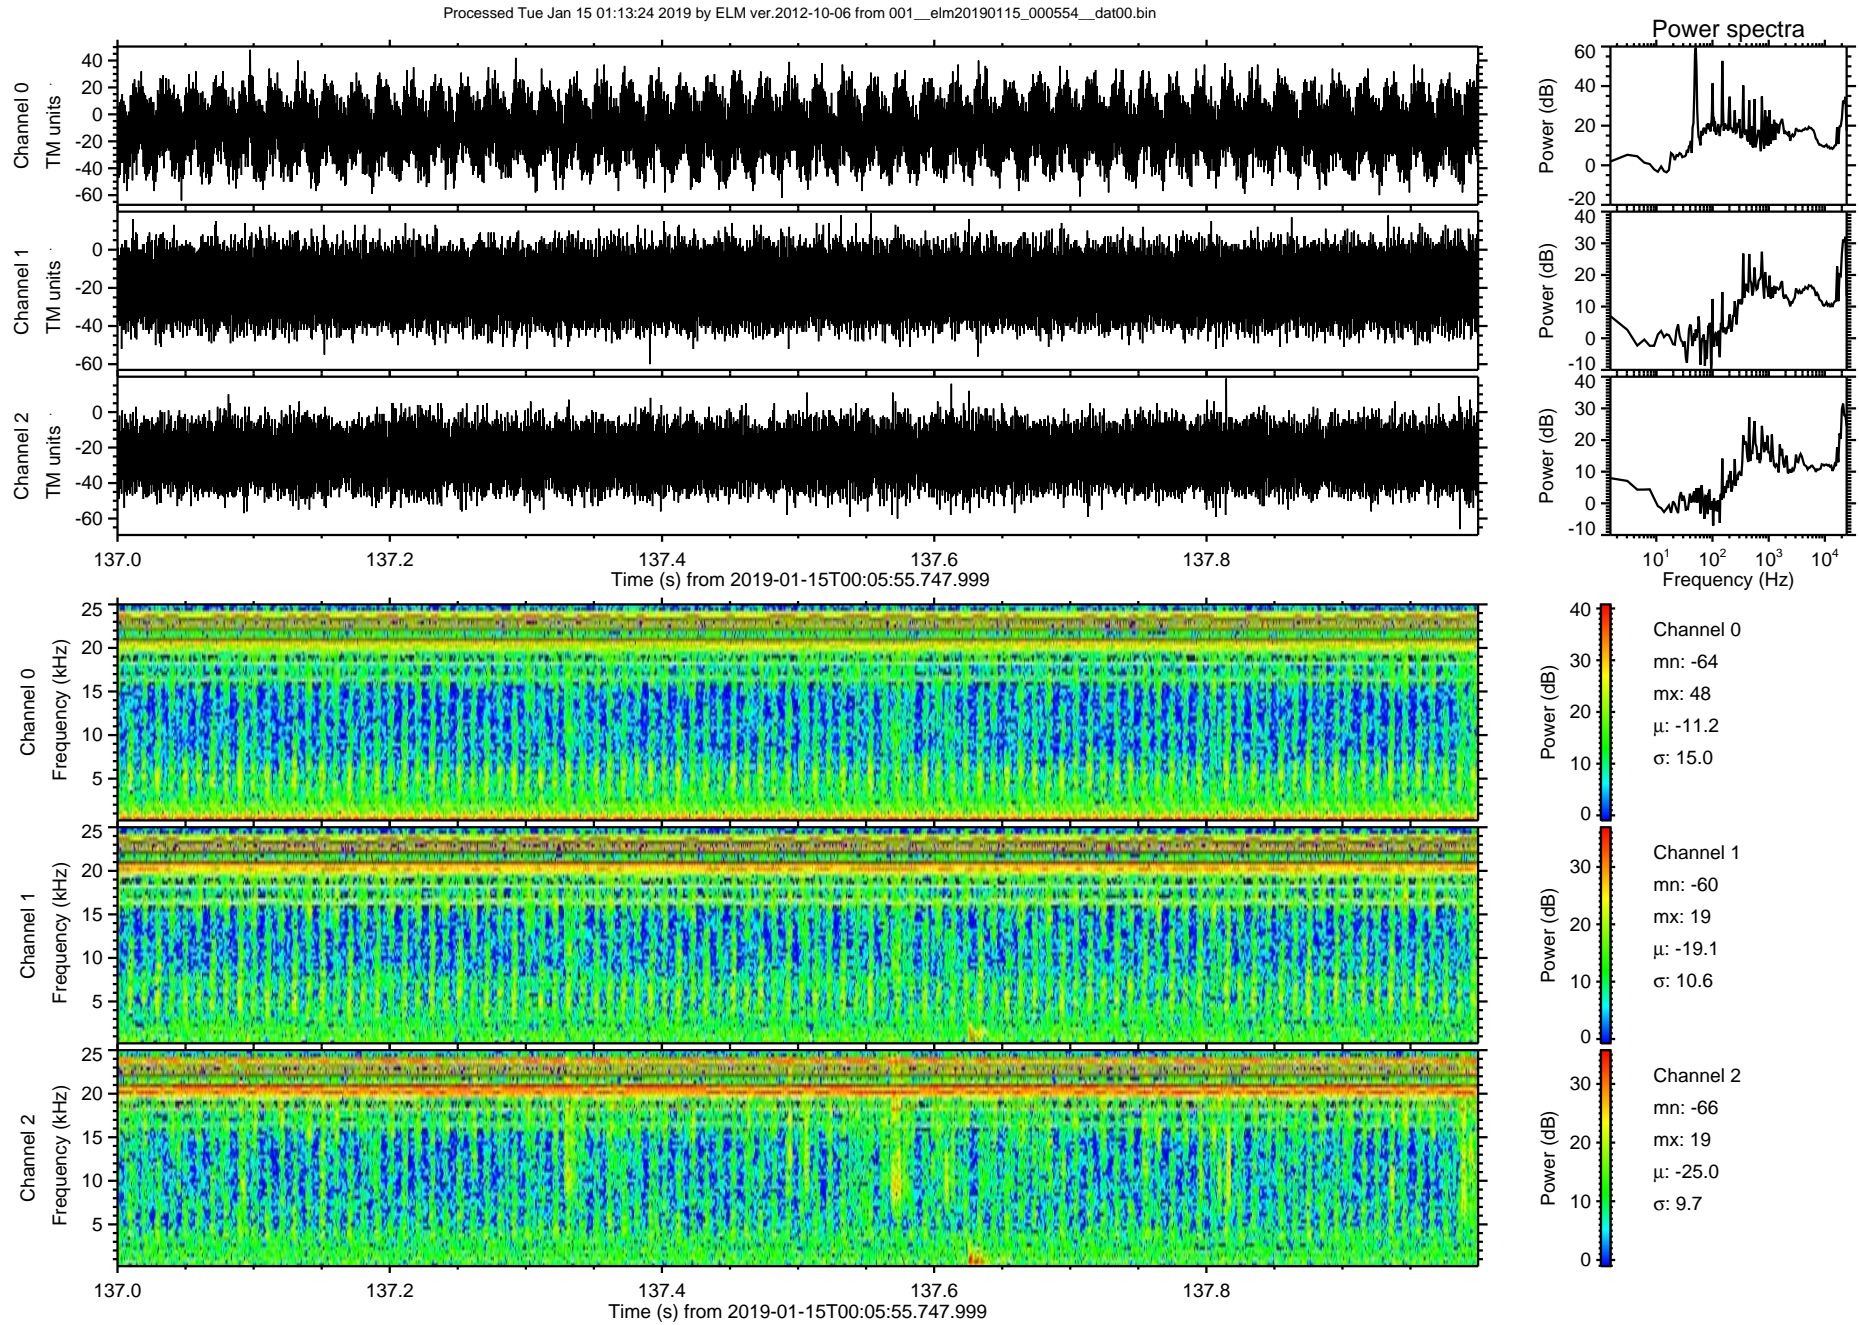 Processed Tue Jan 15 01:13:24 2019 by ELM ver.2012-10-06 from 001__elm20190115_000554__dat00.bin
Power spectra
Channel 0
TM units
40
20
0
-20
-40
-60
Power (dB)
60
40
20
0
-20
Channel 1
TM units
0
-20
-40
-60
Power (dB)
40
30
20
10
0
-10
Channel 2
TM units
0
-20
-40
-60
Power (dB)
40
30
20
10
0
-10
137.0 137.2 137.4 137.6 137.8
Time (s) from 2019-01-15T00:05:55.747.999
10¹ 10² 10³ 10⁴
Frequency (Hz)
Channel 0
Frequency (kHz)
25
20
15
10
5
Power (dB)
40
30
20
10
0
Channel 0
mn: -64
mx: 48
μ: -11.2
σ: 15.0
Channel 1
Frequency (kHz)
25
20
15
10
5
Power (dB)
30
20
10
0
Channel 1
mn: -60
mx: 19
μ: -19.1
σ: 10.6
Channel 2
Frequency (kHz)
25
20
15
10
5
Power (dB)
30
20
10
0
Channel 2
mn: -66
mx: 19
μ: -25.0
σ: 9.7
137.0 137.2 137.4 137.6 137.8
Time (s) from 2019-01-15T00:05:55.747.999